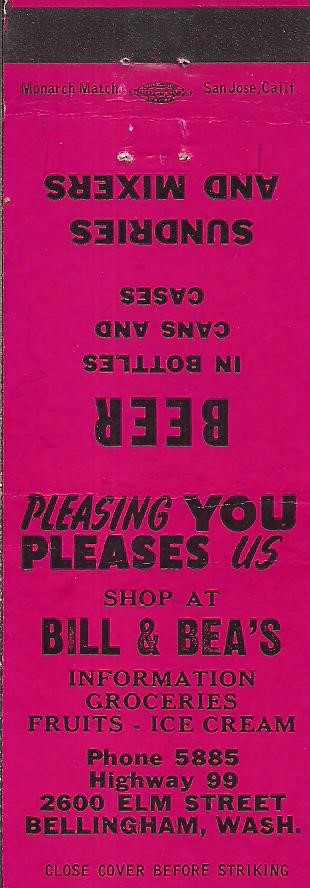 Monarch Match San Jose, Calif.
BEER
IN BOTTLES
CANS AND
CASES
SUNDRIES
AND MIXERS
PLEASING YOU
PLEASES US
SHOP AT
BILL & BEA'S
INFORMATION
GROCERIES
FRUITS - ICE CREAM
Phone 5885
Highway 99
2600 ELM STREET
BELLINGHAM, WASH.
CLOSE COVER BEFORE STRIKING